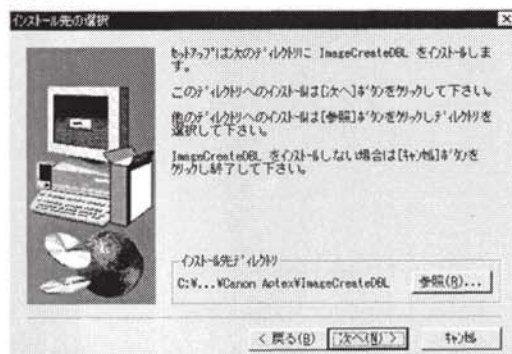 インストール先の選択
セットアップは次のディレクトリに ImageCreateDBL をインストールしま
す。
このディレクトリへのインストールは[次へ]ボタンをクリックして下さい。
他のディレクトリへのインストールは[参照]ボタンをクリックしディレクトリを
選択して下さい。
ImageCreateDBL をインストールしない場合は[キャンセル]ボタンを
クリックし終了して下さい。
インストール先ディレクトリ
C:¥...¥Canon Aptex¥ImageCreateDBL
参照(R)...
< 戻る(B)
次へ(N) >
キャンセル